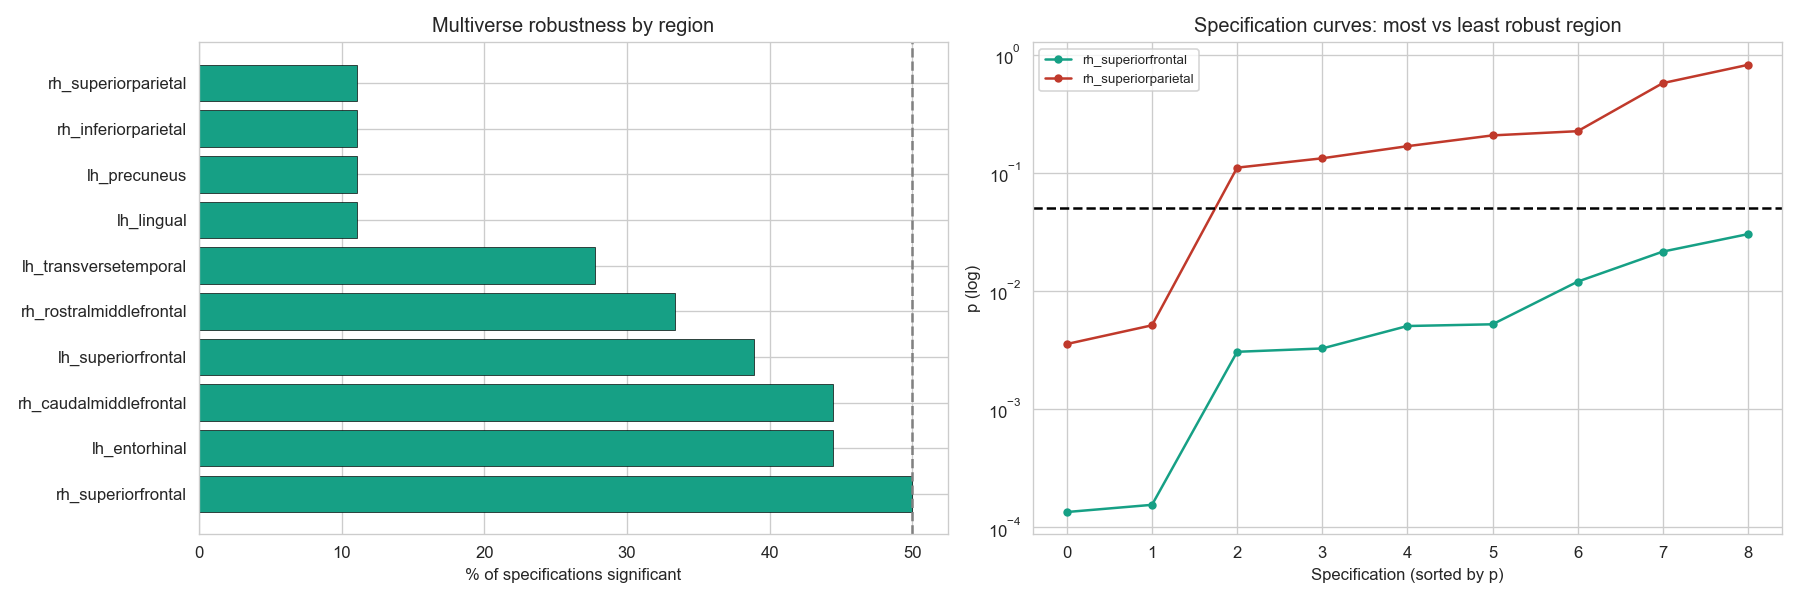 Multiverse robustness by region
rh_superiorparietal
rh_inferiorparietal
lh_precuneus
lh_lingual
lh_transversetemporal
rh_rostralmiddlefrontal
lh_superiorfrontal
rh_caudalmiddlefrontal
lh_entorhinal
rh_superiorfrontal
0 10 20 30 40 50
% of specifications significant
Specification curves: most vs least robust region
rh_superiorfrontal
rh_superiorparietal
p (log)
10⁰
10⁻¹
10⁻²
10⁻³
10⁻⁴
0 1 2 3 4 5 6 7 8
Specification (sorted by p)